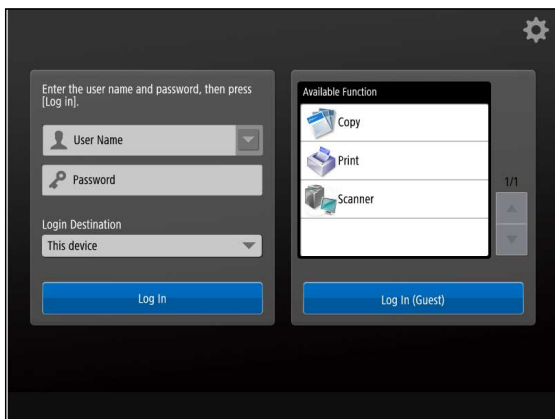 Enter the user name and password, then press
[Log in].
User Name
Password
Login Destination
This device
Log In
Available Function
Copy
Print
Scanner
1/1
Log In (Guest)